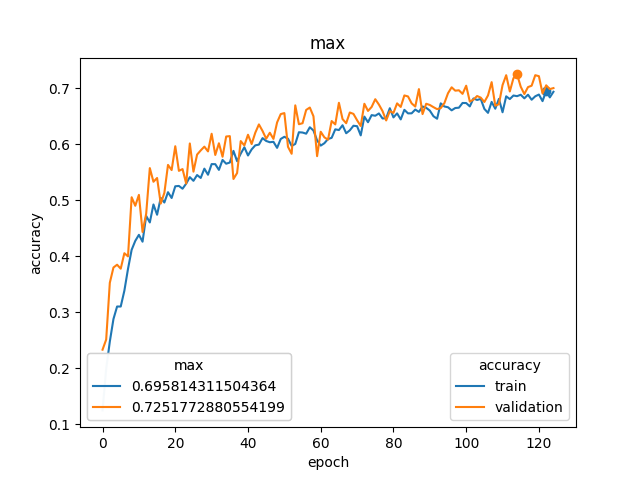 max
accuracy
0.7
0.6
0.5
0.4
0.3
0.2
0.1
max
0.695814311504364
0.7251772880554199
accuracy
train
validation
0 20 40 60 80 100 120
epoch